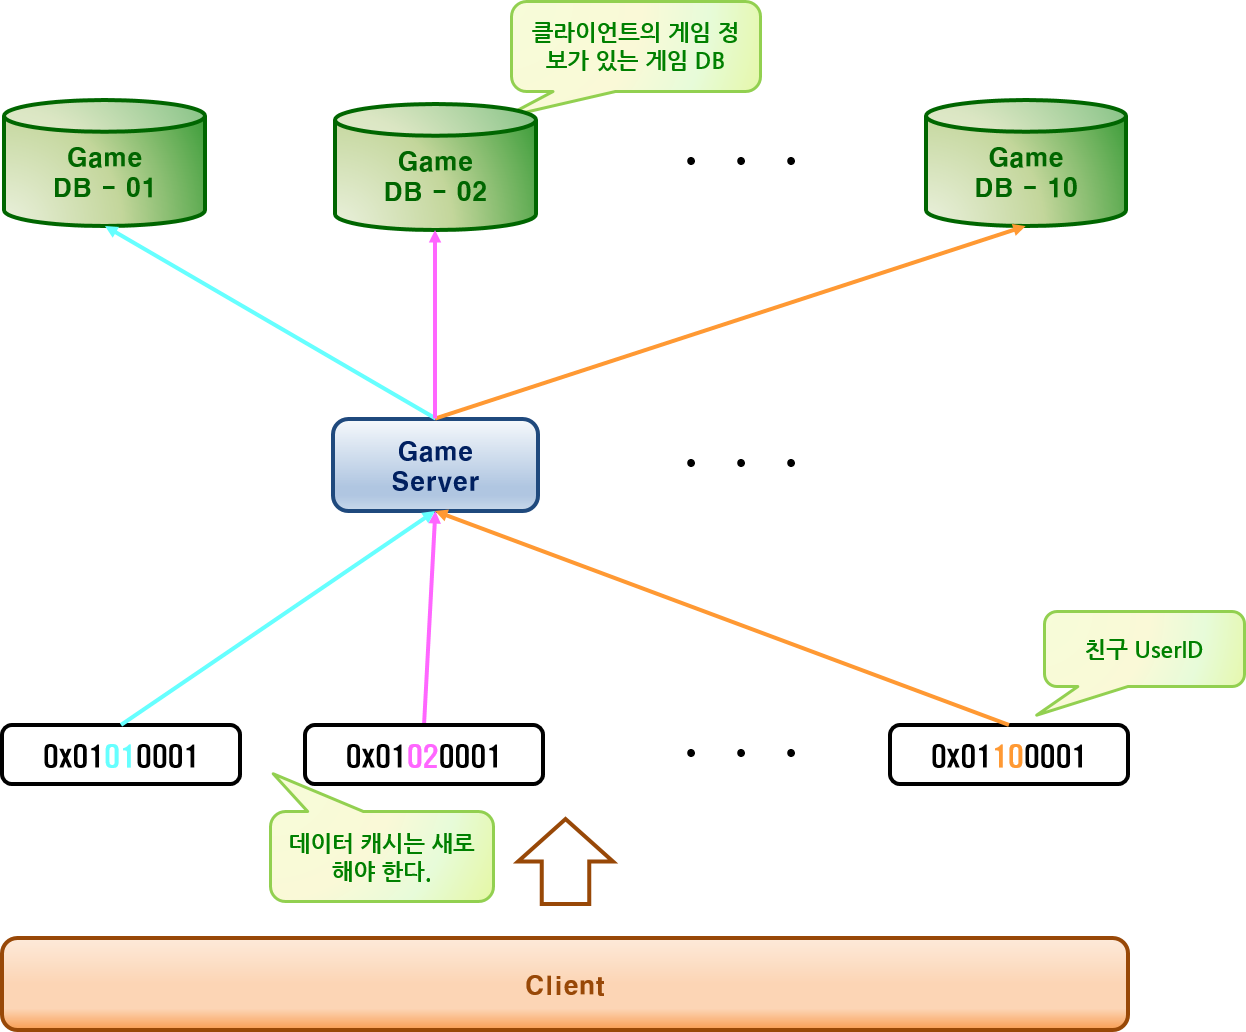 클라이언트의 게임 정
보가 있는 게임 DB
Game
DB - 01
Game
DB - 02
. . .
Game
DB - 10
Game
Server
. . .
친구 UserID
0x01010001
0x01020001
. . .
0x01100001
데이터 캐시는 새로
해야 한다.
Client